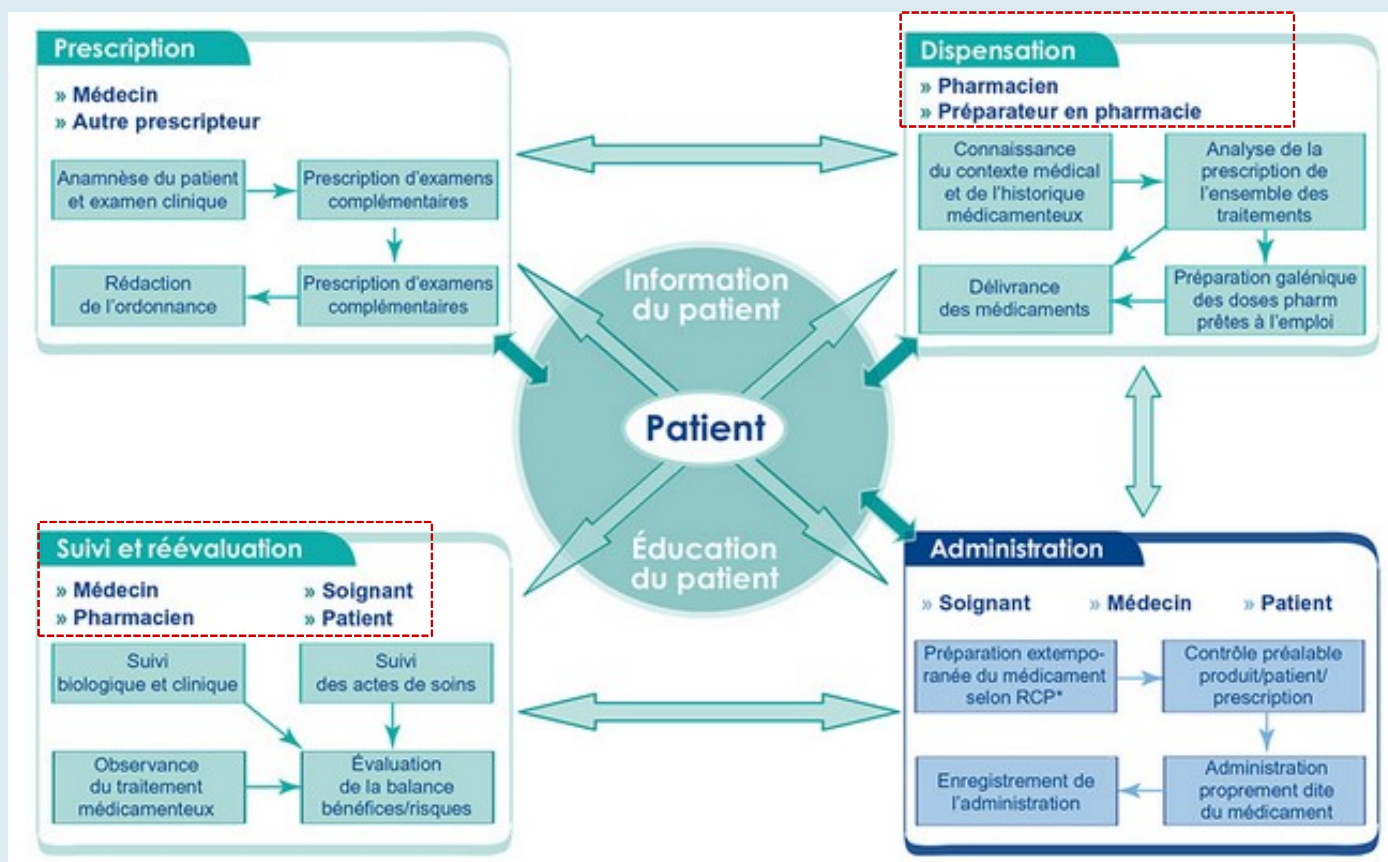 Prescription
» Médecin
» Autre prescripteur
Anamnèse du patient
et examen clinique
Prescription d'examens
complémentaires
Rédaction
de l'ordonnance
Prescription d'examens
complémentaires
Dispensation
» Pharmacien
» Préparateur en pharmacie
Connaissance
du contexte médical
et de l'historique
médicamenteux
Analyse de la
prescription de
l'ensemble des
traitements
Délivrance
des médicaments
Préparation galénique
des doses pharm
prêtes à l'emploi
Information
du patient
Patient
Éducation
du patient
Suivi et réévaluation
» Médecin
» Soignant
» Pharmacien
» Patient
Suivi
biologique et clinique
Suivi
des actes de soins
Observance
du traitement
médicamenteux
Évaluation
de la balance
bénéfices/risques
Administration
» Soignant
» Médecin
» Patient
Préparation extempo-
ranée du médicament
selon RCP*
Contrôle préalable
produit/patient/
prescription
Enregistrement de
l'administration
Administration
proprement dite
du médicament